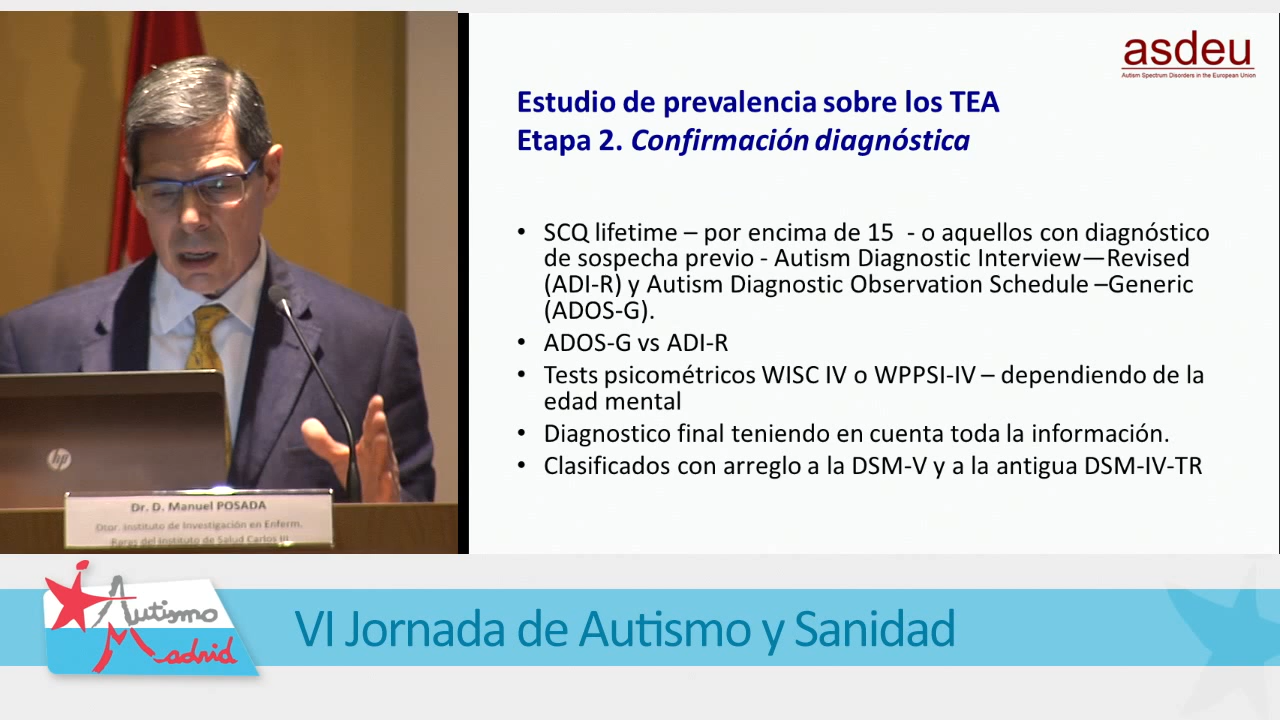 asdeu
Autism Spectrum Disorders in the European Union
Estudio de prevalencia sobre los TEA
Etapa 2. Confirmación diagnóstica
• SCQ lifetime – por encima de 15 - o aquellos con diagnóstico
de sospecha previo - Autism Diagnostic Interview—Revised
(ADI-R) y Autism Diagnostic Observation Schedule –Generic
(ADOS-G).
• ADOS-G vs ADI-R
• Tests psicométricos WISC IV o WPPSI-IV – dependiendo de la
edad mental
• Diagnostico final teniendo en cuenta toda la información.
• Clasificados con arreglo a la DSM-V y a la antigua DSM-IV-TR
hp
Dr. D. Manuel POSADA
Dtor. Instituto de Investigación en Enferm.
Raras del Instituto de Salud Carlos III
Autismo
Madrid
VI Jornada de Autismo y Sanidad